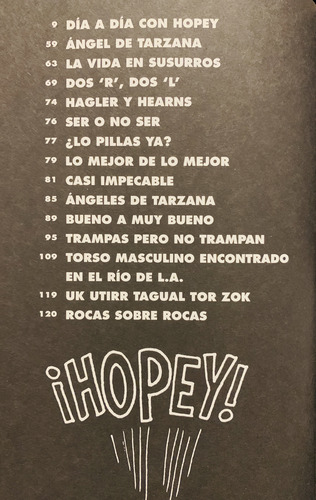 9 DÍA A DÍA CON HOPEY
59 ÁNGEL DE TARZANA
63 LA VIDA EN SUSURROS
69 DOS ‘R’, DOS ‘L’
74 HAGLER Y HEARNS
76 SER O NO SER
77 ¿LO PILLAS YA?
79 LO MEJOR DE LO MEJOR
81 CASI IMPECABLE
85 ÁNGELES DE TARZANA
89 BUENO A MUY BUENO
95 TRAMPAS PERO NO TRAMPAN
109 TORSO MASCULINO ENCONTRADO
EN EL RÍO DE L.A.
119 UK UTIRR TAGUAL TOR ZOK
120 ROCAS SOBRE ROCAS
¡HOPEY!